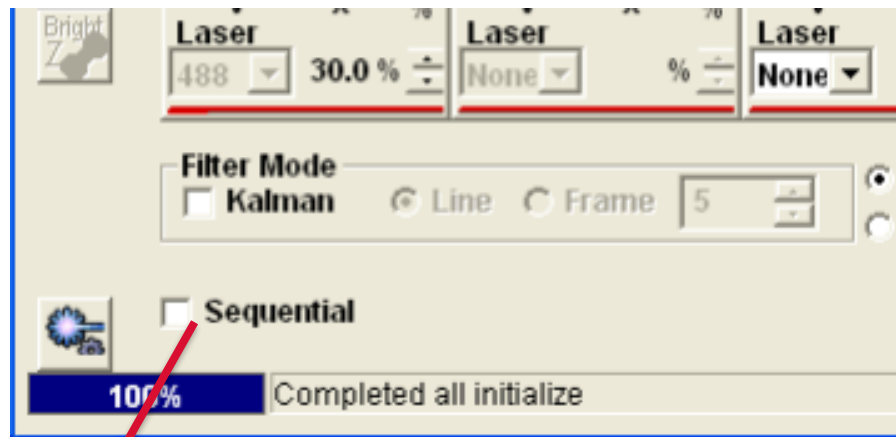 Bright Z
Laser Laser Laser
488 30.0 % None % None
Filter Mode
Kalman Line Frame 5
Sequential
100% Completed all initialize